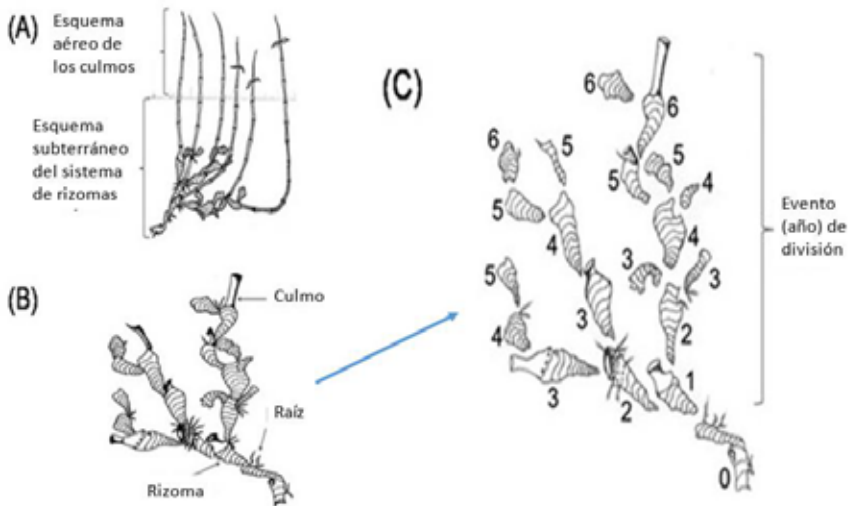 (A)
Esquema
aéreo de
los culmos
Esquema
subterráneo
del sistema
de rizomas
(B)
Culmo
Raíz
Rizoma
(C)
6
6
6
5
5
5
4
5
4
4
3
3
5
3
2
4
1
3
2
0
Evento
(año) de
división